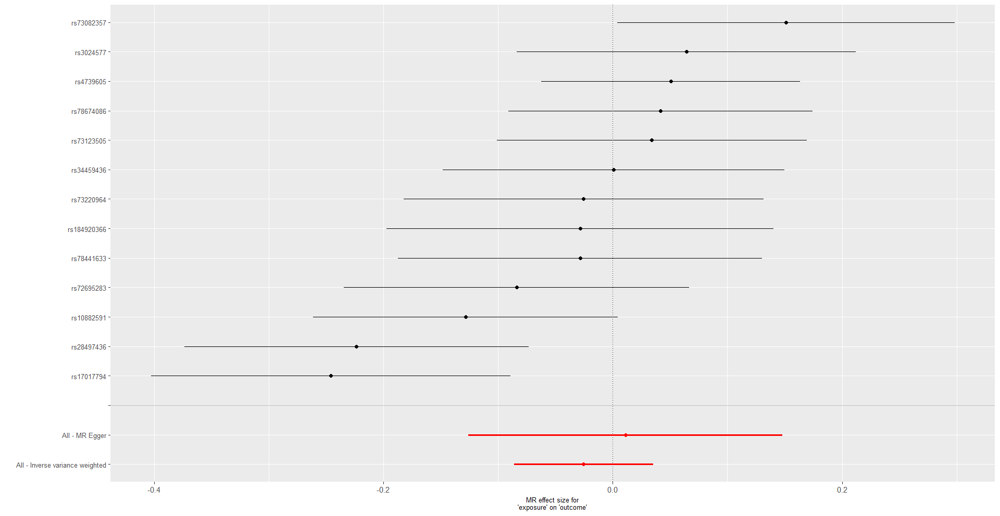 rs73082357
rs3024577
rs4739605
rs78674086
rs73123505
rs34459436
rs73220964
rs184920366
rs78441633
rs72695283
rs10882591
rs28497436
rs17017794
All - MR Egger
All - Inverse variance weighted
-0.4 -0.2 0.0 0.2
MR effect size for
'exposure' on 'outcome'